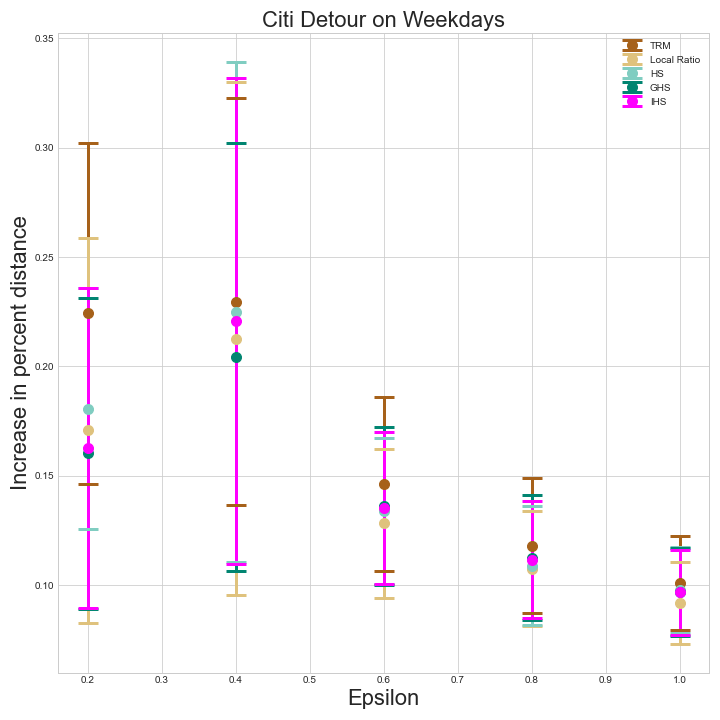 Citi Detour on Weekdays
TRM
Local Ratio
HS
GHS
IHS
Increase in percent distance
0.35
0.30
0.25
0.20
0.15
0.10
0.2
0.3
0.4
0.5
0.6
0.7
0.8
0.9
1.0
Epsilon